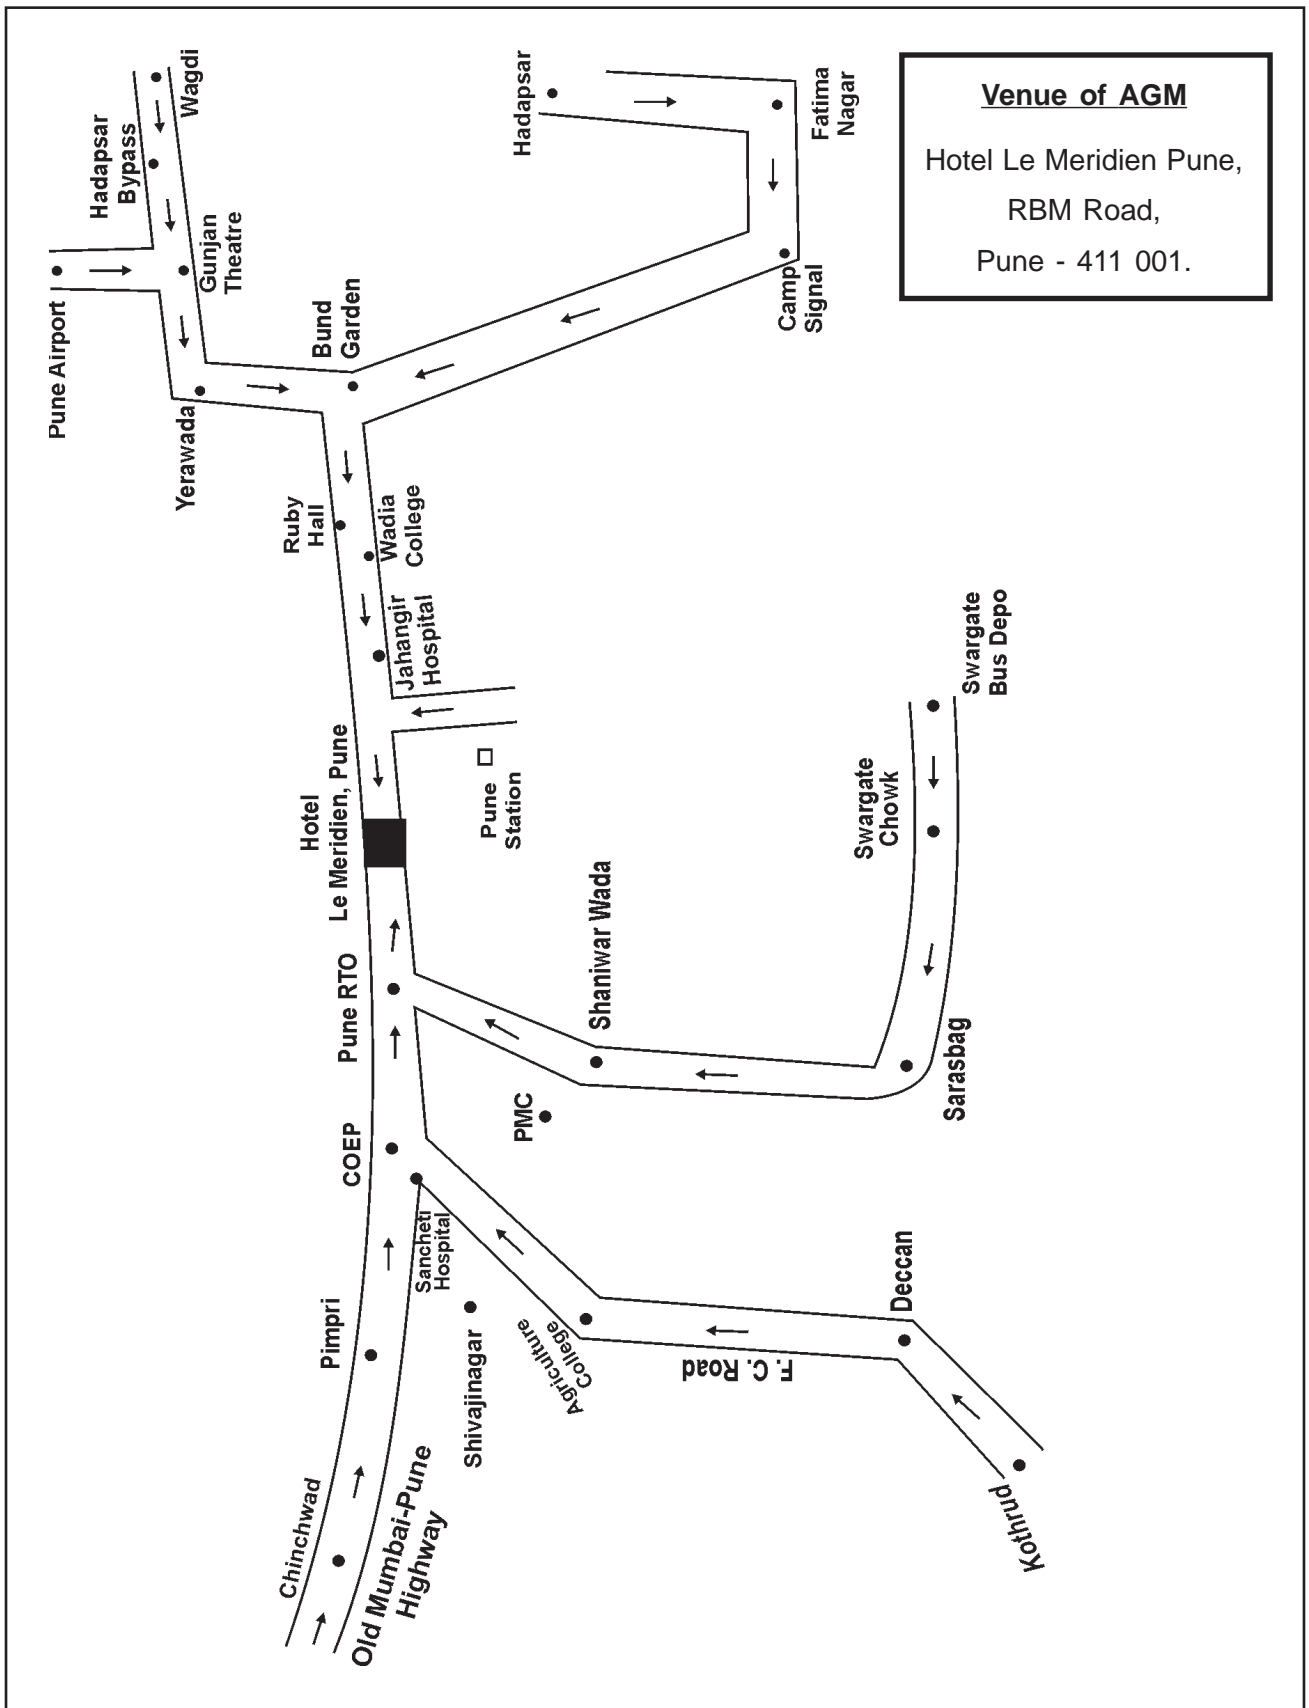 Venue of AGM
Hotel Le Meridien Pune,
RBM Road,
Pune - 411 001.
Wagdi
Hadapsar
Bypass
Gunjan
Theatre
Pune Airport
Yerawada
Bund
Garden
Hadapsar
Fatima
Nagar
Camp
Signal
Ruby
Hall
Wadia
College
Jahangir
Hospital
Hotel
Le Meridien, Pune
Pune
Station
Swargate
Bus Depo
Swargate
Chowk
Sarasbag
Shaniwar Wada
PMC
Pune RTO
COEP
Sancheti
Hospital
Shivajinagar
Agriculture
College
F. C. Road
Deccan
Kothrud
Pimpri
Chinchwad
Old Mumbai-Pune
Highway